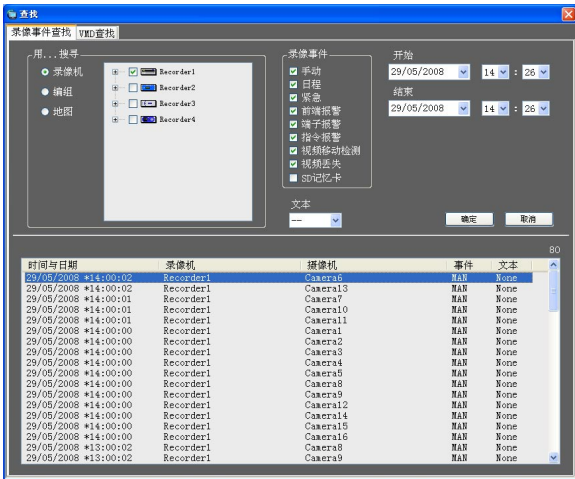 查找
录像事件查找 VMD查找
用...搜寻
录像机
编组
地图
Recorder1
Recorder2
Recorder3
Recorder4
录像事件
手动
日程
紧急
前端报警
端子报警
指令报警
视频移动检测
视频丢失
SD记忆卡
开始
29/05/2008 14 : 26
结束
29/05/2008 14 : 26
文本
--
确定 取消
80
时间与日期 录像机 摄像机 事件 文本
29/05/2008 *14:00:02 Recorder1 Camera6 MAN None
29/05/2008 *14:00:02 Recorder1 Camera13 MAN None
29/05/2008 *14:00:01 Recorder1 Camera7 MAN None
29/05/2008 *14:00:01 Recorder1 Camera10 MAN None
29/05/2008 *14:00:01 Recorder1 Camera11 MAN None
29/05/2008 *14:00:00 Recorder1 Camera1 MAN None
29/05/2008 *14:00:00 Recorder1 Camera2 MAN None
29/05/2008 *14:00:00 Recorder1 Camera3 MAN None
29/05/2008 *14:00:00 Recorder1 Camera4 MAN None
29/05/2008 *14:00:00 Recorder1 Camera5 MAN None
29/05/2008 *14:00:00 Recorder1 Camera8 MAN None
29/05/2008 *14:00:00 Recorder1 Camera9 MAN None
29/05/2008 *14:00:00 Recorder1 Camera12 MAN None
29/05/2008 *14:00:00 Recorder1 Camera14 MAN None
29/05/2008 *14:00:00 Recorder1 Camera15 MAN None
29/05/2008 *14:00:00 Recorder1 Camera16 MAN None
29/05/2008 *13:00:02 Recorder1 Camera8 MAN None
29/05/2008 *13:00:02 Recorder1 Camera9 MAN None